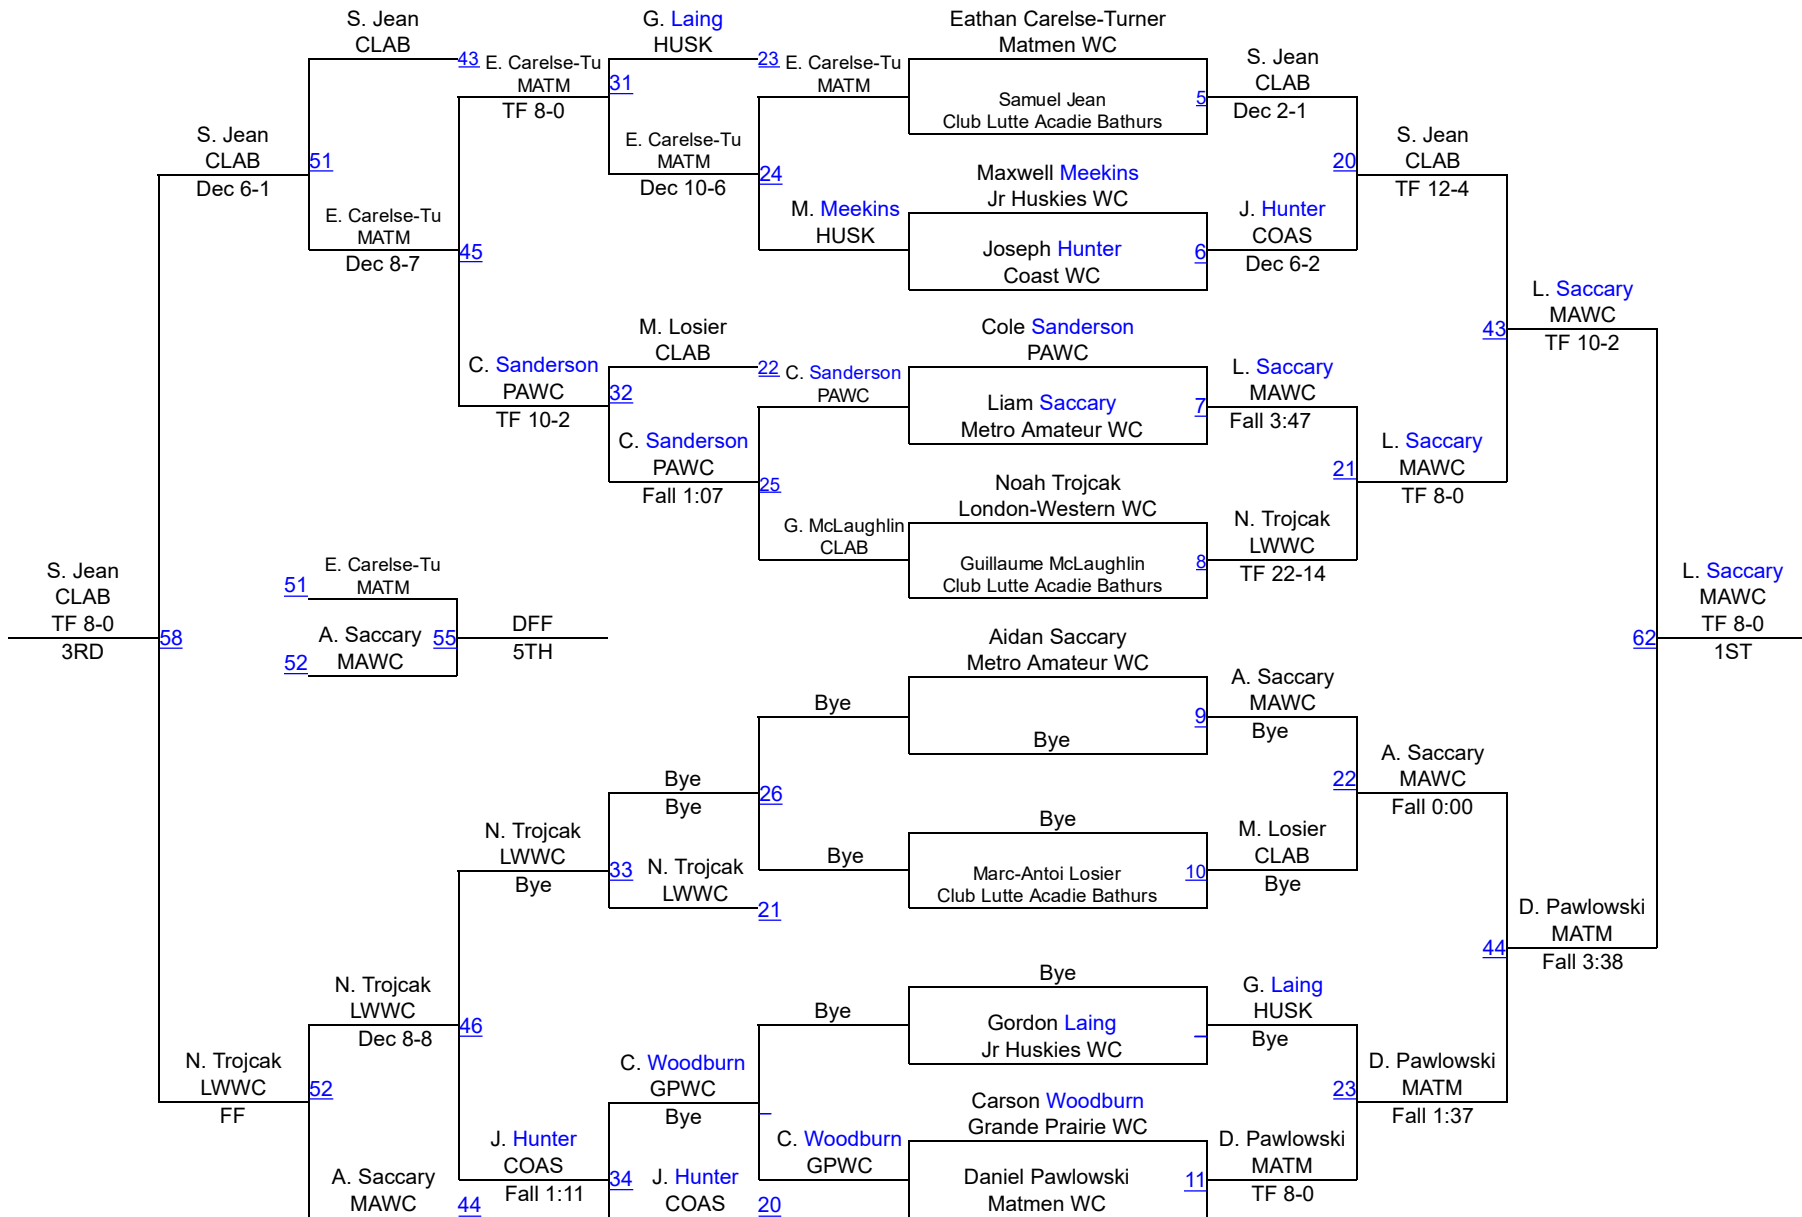 S. Jean
CLAB
43
E. Carelse-Tu
MATM
TF 8-0
G. Laing
HUSK
31
23
E. Carelse-Tu
MATM
Eathan Carelse-Turner
Matmen WC
Samuel Jean
Club Lutte Acadie Bathurs
5
S. Jean
CLAB
Dec 2-1
S. Jean
CLAB
Dec 6-1
51
E. Carelse-Tu
MATM
Dec 10-6
24
Maxwell Meekins
Jr Huskies WC
20
S. Jean
CLAB
TF 12-4
E. Carelse-Tu
MATM
Dec 8-7
45
M. Meekins
HUSK
Joseph Hunter
Coast WC
6
J. Hunter
COAS
Dec 6-2
L. Saccary
MAWC
TF 10-2
43
M. Losier
CLAB
22
C. Sanderson
PAWC
Cole Sanderson
PAWC
C. Sanderson
PAWC
TF 10-2
32
Liam Saccary
Metro Amateur WC
7
L. Saccary
MAWC
Fall 3:47
C. Sanderson
PAWC
Fall 1:07
25
Noah Trojcak
London-Western WC
21
L. Saccary
MAWC
TF 8-0
G. McLaughlin
CLAB
Guillaume McLaughlin
Club Lutte Acadie Bathurs
8
N. Trojcak
LWWC
TF 22-14
S. Jean
CLAB
TF 8-0
3RD
58
51
E. Carelse-Tu
MATM
52
A. Saccary
MAWC
55
DFF
5TH
L. Saccary
MAWC
TF 8-0
1ST
62
Aidan Saccary
Metro Amateur WC
Bye
Bye
9
A. Saccary
MAWC
Bye
Bye
Bye
26
22
A. Saccary
MAWC
Fall 0:00
N. Trojcak
LWWC
Bye
33
N. Trojcak
LWWC
21
Bye
Bye
Marc-Antoi Losier
Club Lutte Acadie Bathurs
10
M. Losier
CLAB
Bye
D. Pawlowski
MATM
Fall 3:38
44
N. Trojcak
LWWC
Dec 8-8
46
Bye
Bye
Gordon Laing
Jr Huskies WC
G. Laing
HUSK
Bye
N. Trojcak
LWWC
FF
52
C. Woodburn
GPWC
Bye
Carson Woodburn
Grande Prairie WC
23
D. Pawlowski
MATM
Fall 1:37
A. Saccary
MAWC
44
J. Hunter
COAS
Fall 1:11
34
J. Hunter
COAS
20
C. Woodburn
GPWC
Daniel Pawlowski
Matmen WC
11
D. Pawlowski
MATM
TF 8-0